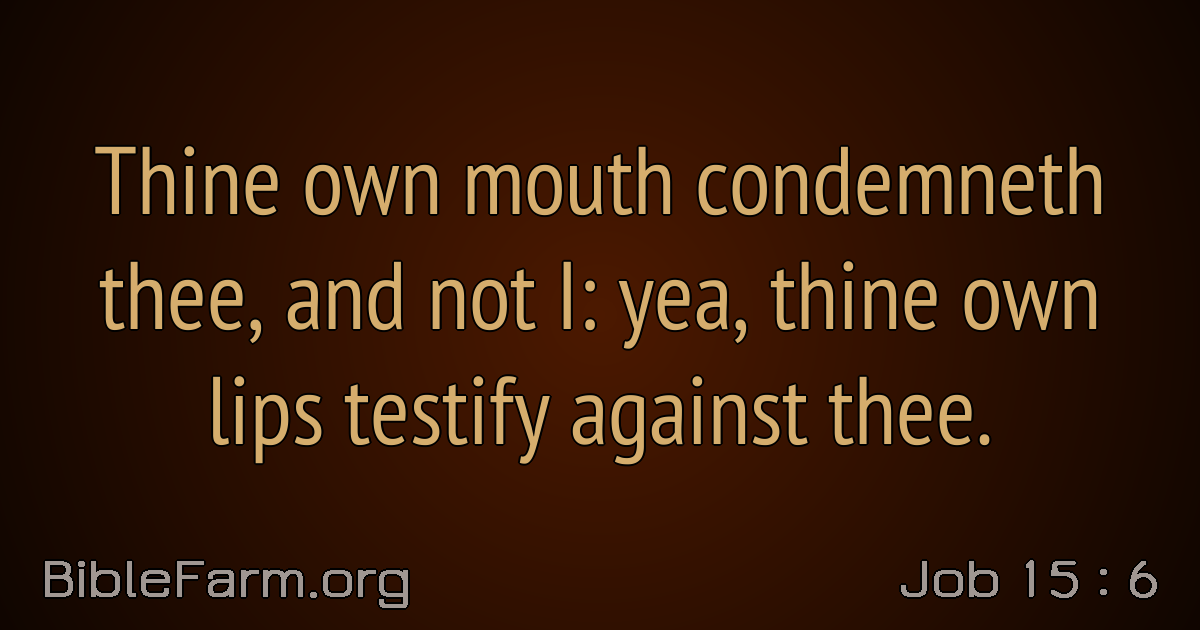 Thine own mouth condemneth
thee, and not I: yea, thine own
lips testify against thee.
BibleFarm.org
Job 15 : 6